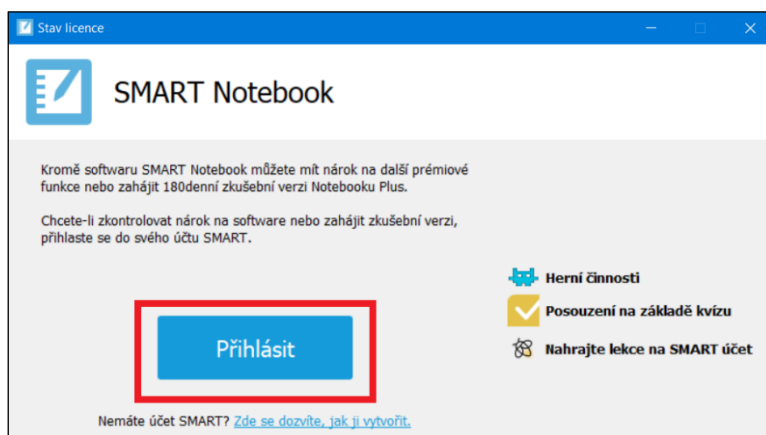 Stav licence
SMART Notebook
Kromě softwaru SMART Notebook můžete mít nárok na další prémiové
funkce nebo zahájit 180denní zkušební verzi Notebooku Plus.
Chcete-li zkontrolovat nárok na software nebo zahájit zkušební verzi,
přihlaste se do svého účtu SMART.
Herní činnosti
Posouzení na základě kvízu
Nahrajte lekce na SMART účet
Přihlásit
Nemáte účet SMART? Zde se dozvíte, jak ji vytvořit.